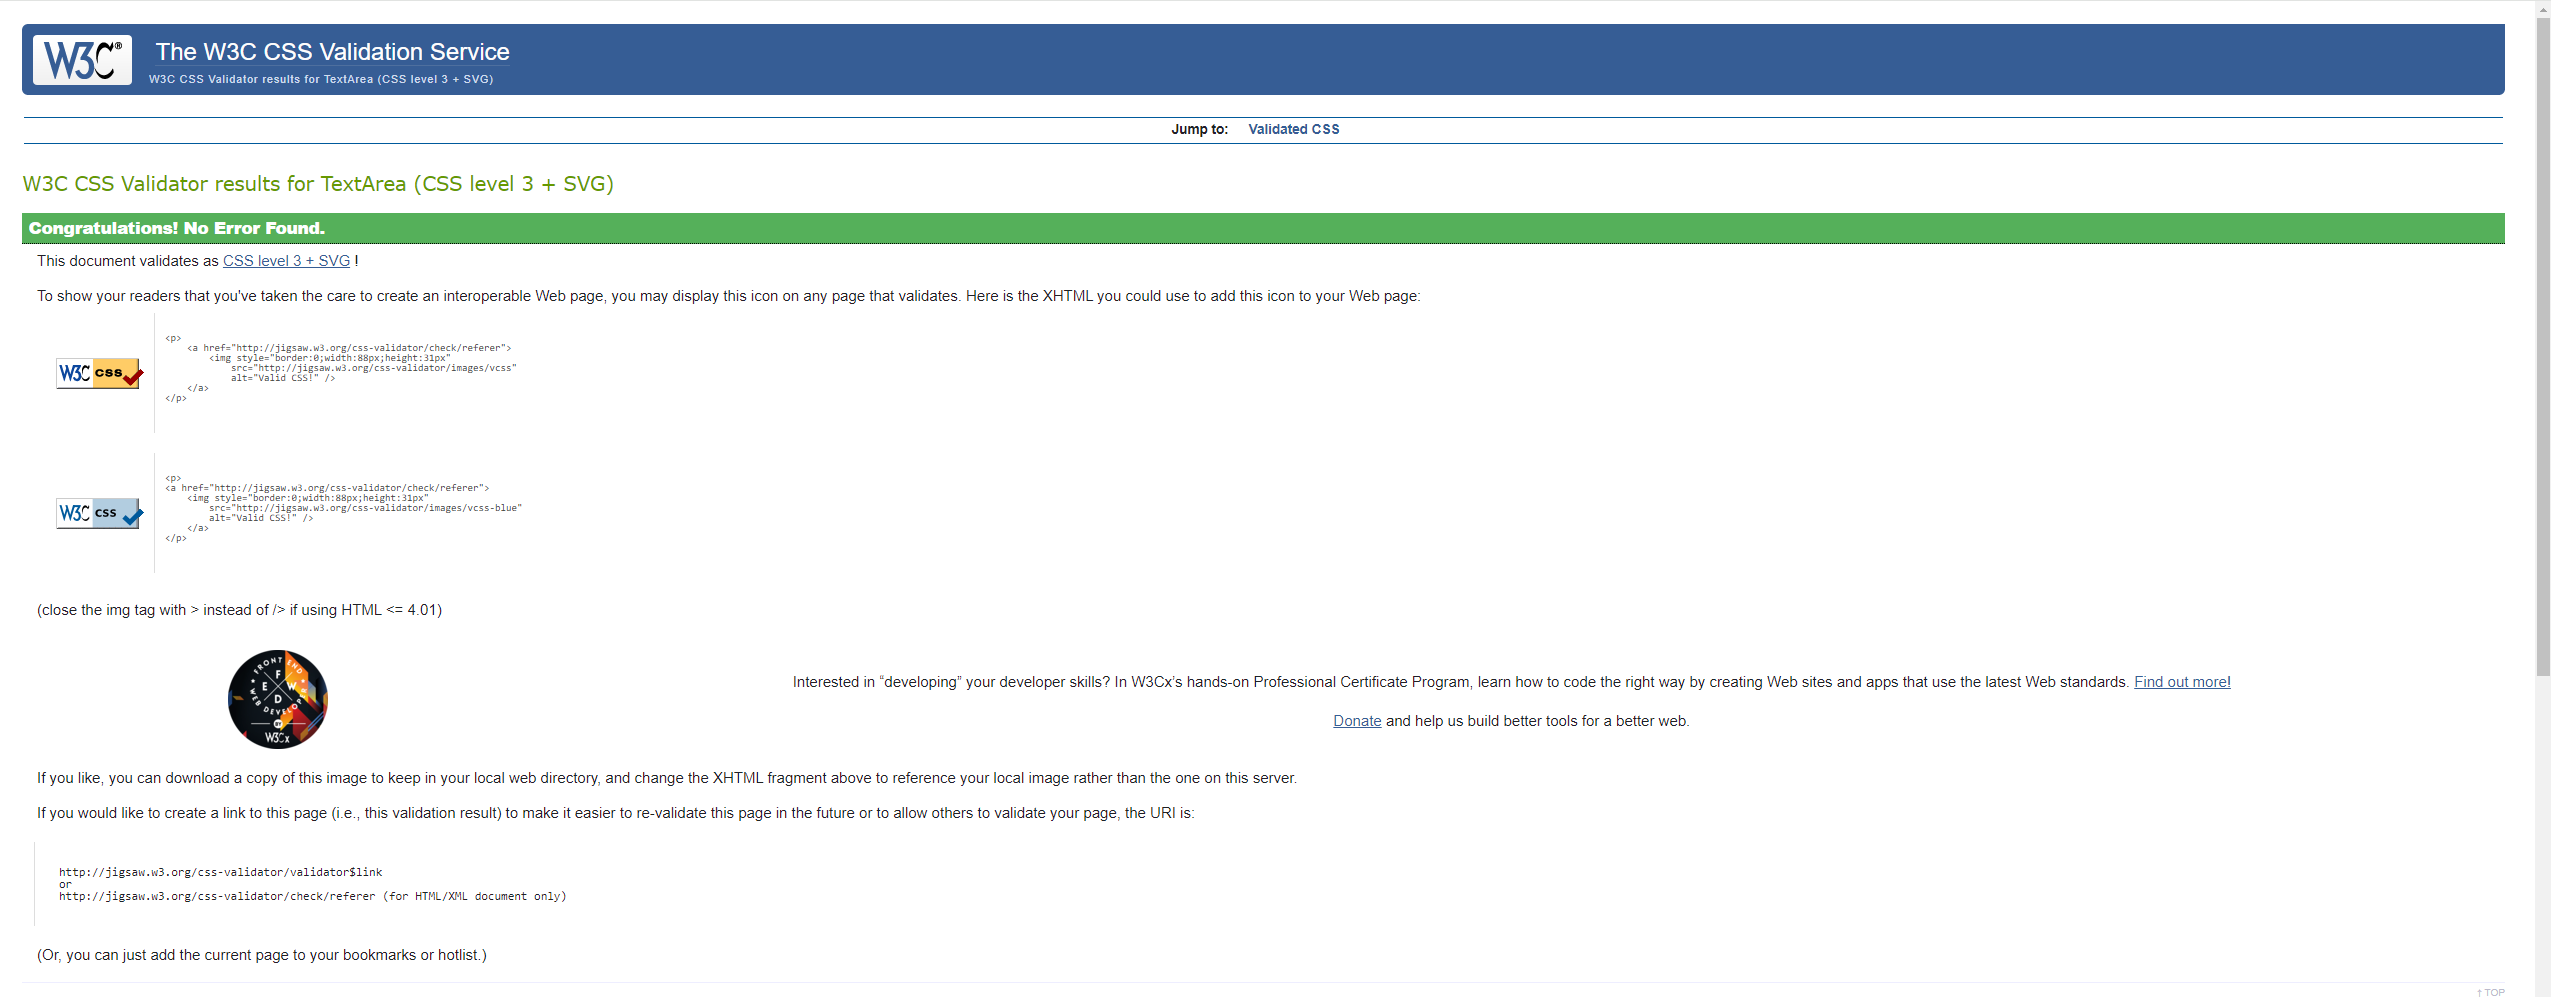 W3C®
The W3C CSS Validation Service
W3C CSS Validator results for TextArea (CSS level 3 + SVG)
Jump to: Validated CSS
W3C CSS Validator results for TextArea (CSS level 3 + SVG)
Congratulations! No Error Found.
This document validates as CSS level 3 + SVG !
To show your readers that you've taken the care to create an interoperable Web page, you may display this icon on any page that validates. Here is the XHTML you could use to add this icon to your Web page:
W3C css
<p>
<a href="http://jigsaw.w3.org/css-validator/check/referer">
<img style="border:0;width:88px;height:31px"
src="http://jigsaw.w3.org/css-validator/images/vcss"
alt="Valid CSS!" />
</a>
</p>
W3C css
<p>
<a href="http://jigsaw.w3.org/css-validator/check/referer">
<img style="border:0;width:88px;height:31px"
src="http://jigsaw.w3.org/css-validator/images/vcss-blue"
alt="Valid CSS!" />
</a>
</p>
(close the img tag with > instead of /> if using HTML <= 4.01)
FRONT END
F
E W
D
WEB DEVELOPER
BY
W3Cx
Interested in “developing” your developer skills? In W3Cx’s hands-on Professional Certificate Program, learn how to code the right way by creating Web sites and apps that use the latest Web standards. Find out more!
Donate and help us build better tools for a better web.
If you like, you can download a copy of this image to keep in your local web directory, and change the XHTML fragment above to reference your local image rather than the one on this server.
If you would like to create a link to this page (i.e., this validation result) to make it easier to re-validate this page in the future or to allow others to validate your page, the URI is:
http://jigsaw.w3.org/css-validator/validator$link
or
http://jigsaw.w3.org/css-validator/check/referer (for HTML/XML document only)
(Or, you can just add the current page to your bookmarks or hotlist.)
↑ TOP